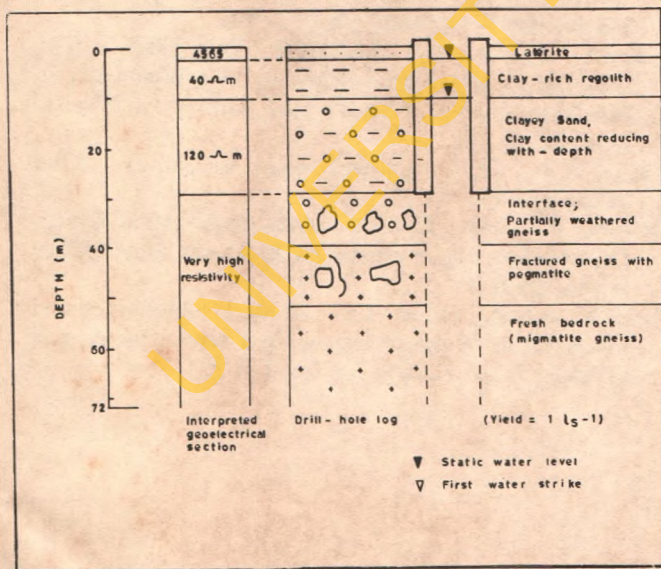 0
20
40
60
72
DEPTH (m)
4565
40 Ω m
120 Ω m
Very high
resistivity
Interpreted
geoelectrical
section
Drill - hole log
Laterite
Clay - rich regolith
Clayey Sand,
Clay content reducing
with - depth
Interface;
Partially weathered
gneiss
Fractured gneiss with
pegmatite
Fresh bedrock
(migmatite gneiss)
(Yield = 1 ls-1)
Static water level
First water strike
UNIVERSIT